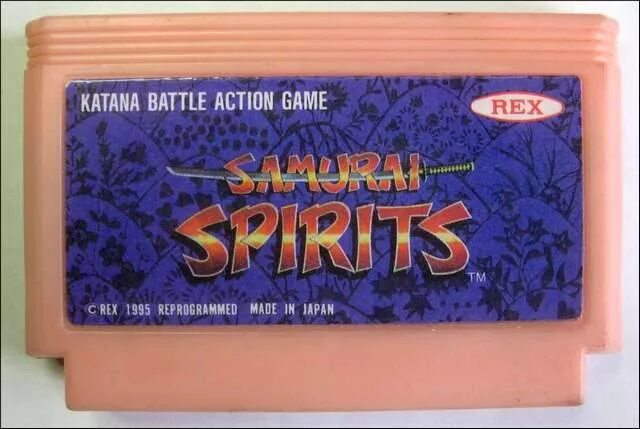 KATANA BATTLE ACTION GAME
REX
SAMURAI
SPIRITS
TM
© REX 1995 REPROGRAMMED MADE IN JAPAN